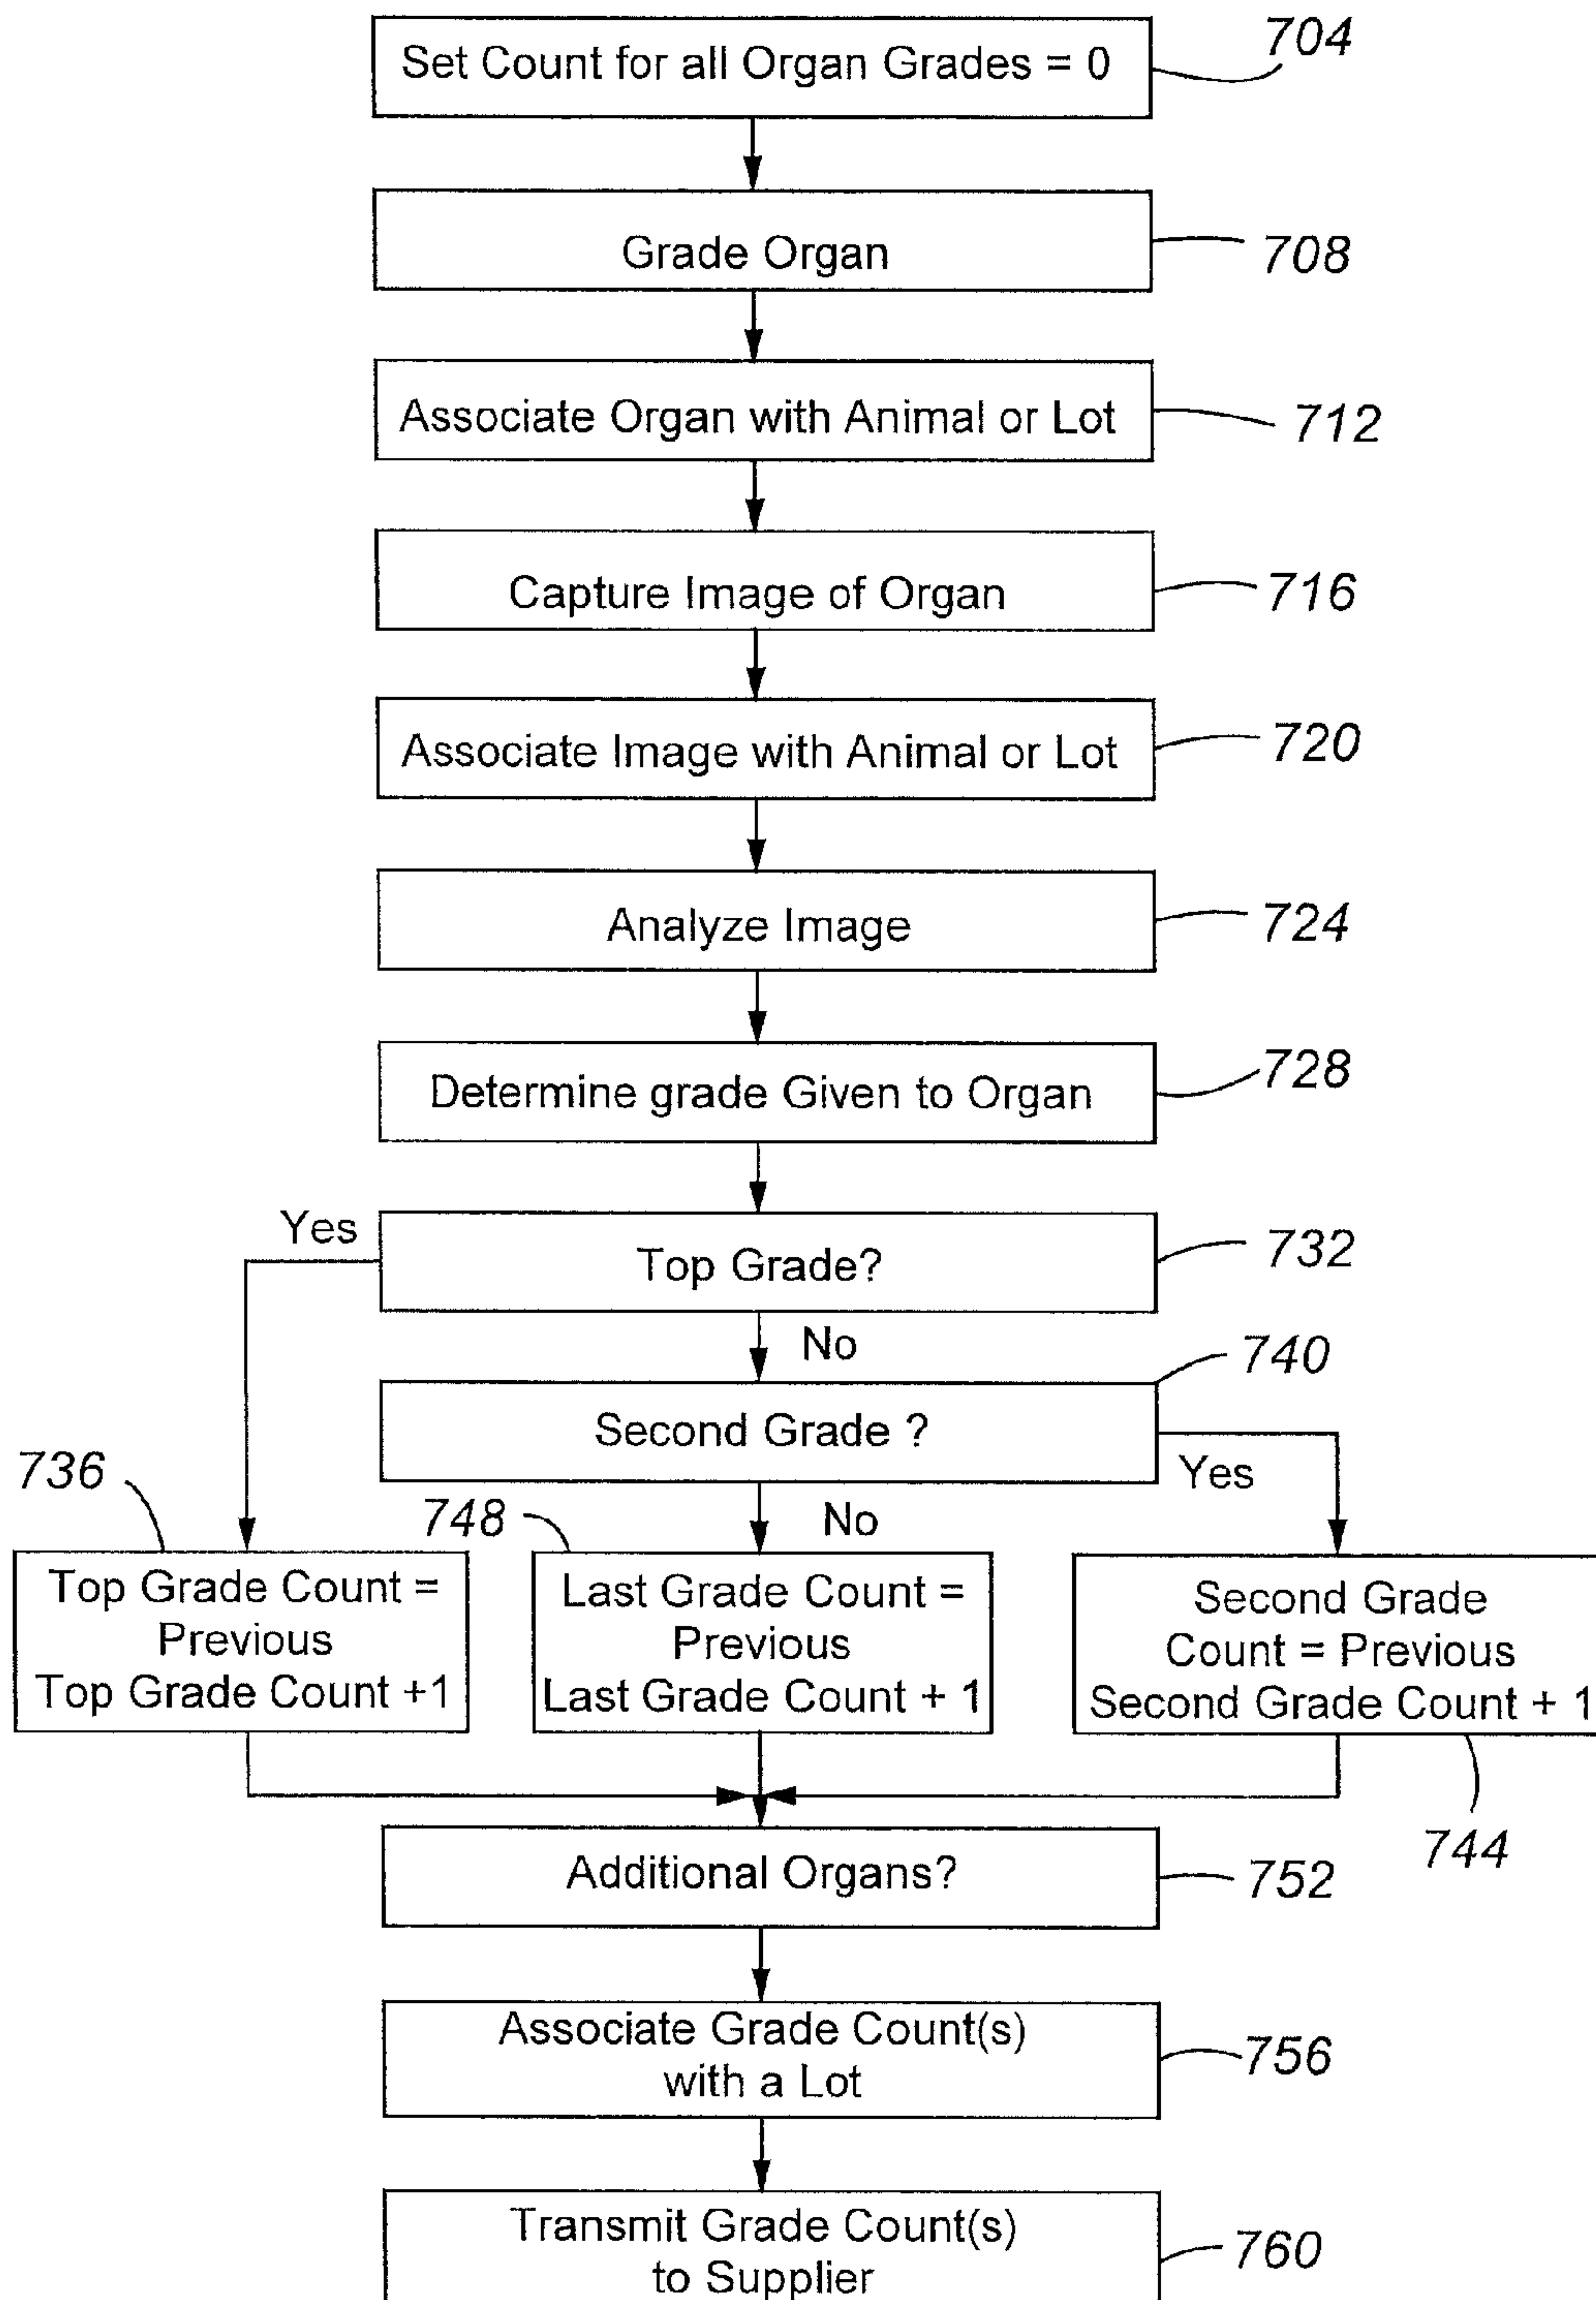 Set Count for all Organ Grades = 0
704
Grade Organ
708
Associate Organ with Animal or Lot
712
Capture Image of Organ
716
Associate Image with Animal or Lot
720
Analyze Image
724
Determine grade Given to Organ
728
Yes
Top Grade?
732
No
740
Second Grade ?
Yes
736
748
No
Top Grade Count =
Previous
Top Grade Count +1
Last Grade Count =
Previous
Last Grade Count + 1
Second Grade
Count = Previous
Second Grade Count + 1
744
Additional Organs?
752
Associate Grade Count(s)
with a Lot
756
Transmit Grade Count(s)
to Supplier
760